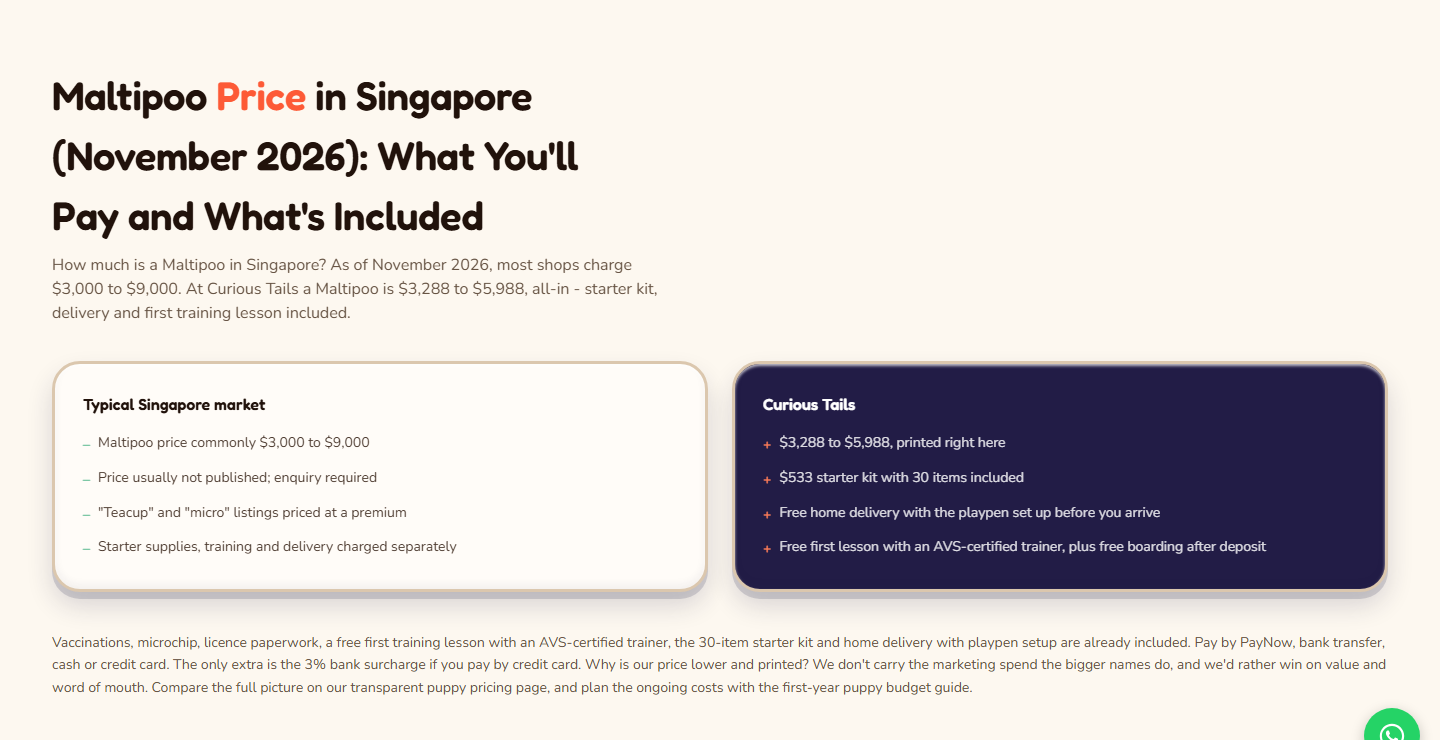 Maltipoo Price in Singapore
(November 2026): What You'll
Pay and What's Included
How much is a Maltipoo in Singapore? As of November 2026, most shops charge
$3,000 to $9,000. At Curious Tails a Maltipoo is $3,288 to $5,988, all-in - starter kit,
delivery and first training lesson included.
Typical Singapore market
– Maltipoo price commonly $3,000 to $9,000
– Price usually not published; enquiry required
– "Teacup" and "micro" listings priced at a premium
– Starter supplies, training and delivery charged separately
Curious Tails
+ $3,288 to $5,988, printed right here
+ $533 starter kit with 30 items included
+ Free home delivery with the playpen set up before you arrive
+ Free first lesson with an AVS-certified trainer, plus free boarding after deposit
Vaccinations, microchip, licence paperwork, a free first training lesson with an AVS-certified trainer, the 30-item starter kit and home delivery with playpen setup are already included. Pay by PayNow, bank transfer,
cash or credit card. The only extra is the 3% bank surcharge if you pay by credit card. Why is our price lower and printed? We don't carry the marketing spend the bigger names do, and we'd rather win on value and
word of mouth. Compare the full picture on our transparent puppy pricing page, and plan the ongoing costs with the first-year puppy budget guide.